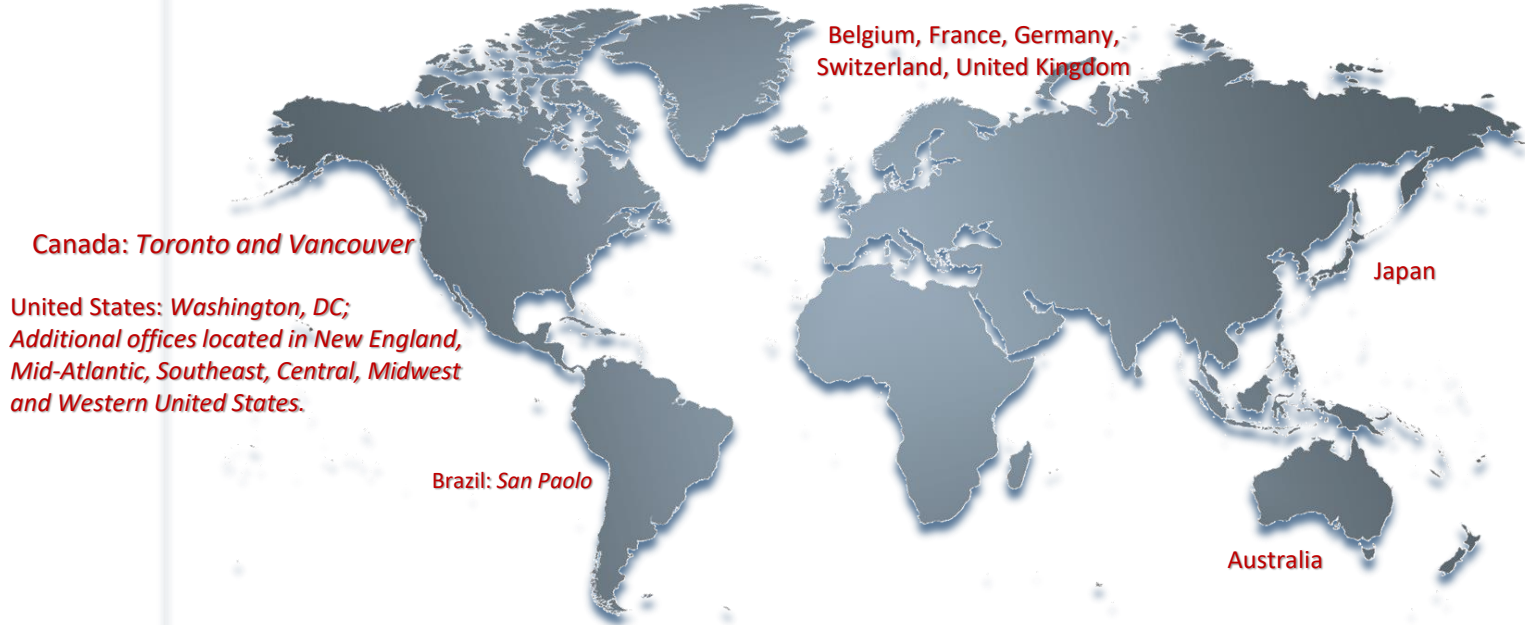 Belgium, France, Germany,
Switzerland, United Kingdom
Canada: Toronto and Vancouver
United States: Washington, DC;
Additional offices located in New England,
Mid-Atlantic, Southeast, Central, Midwest
and Western United States.
Japan
Brazil: San Paolo
Australia